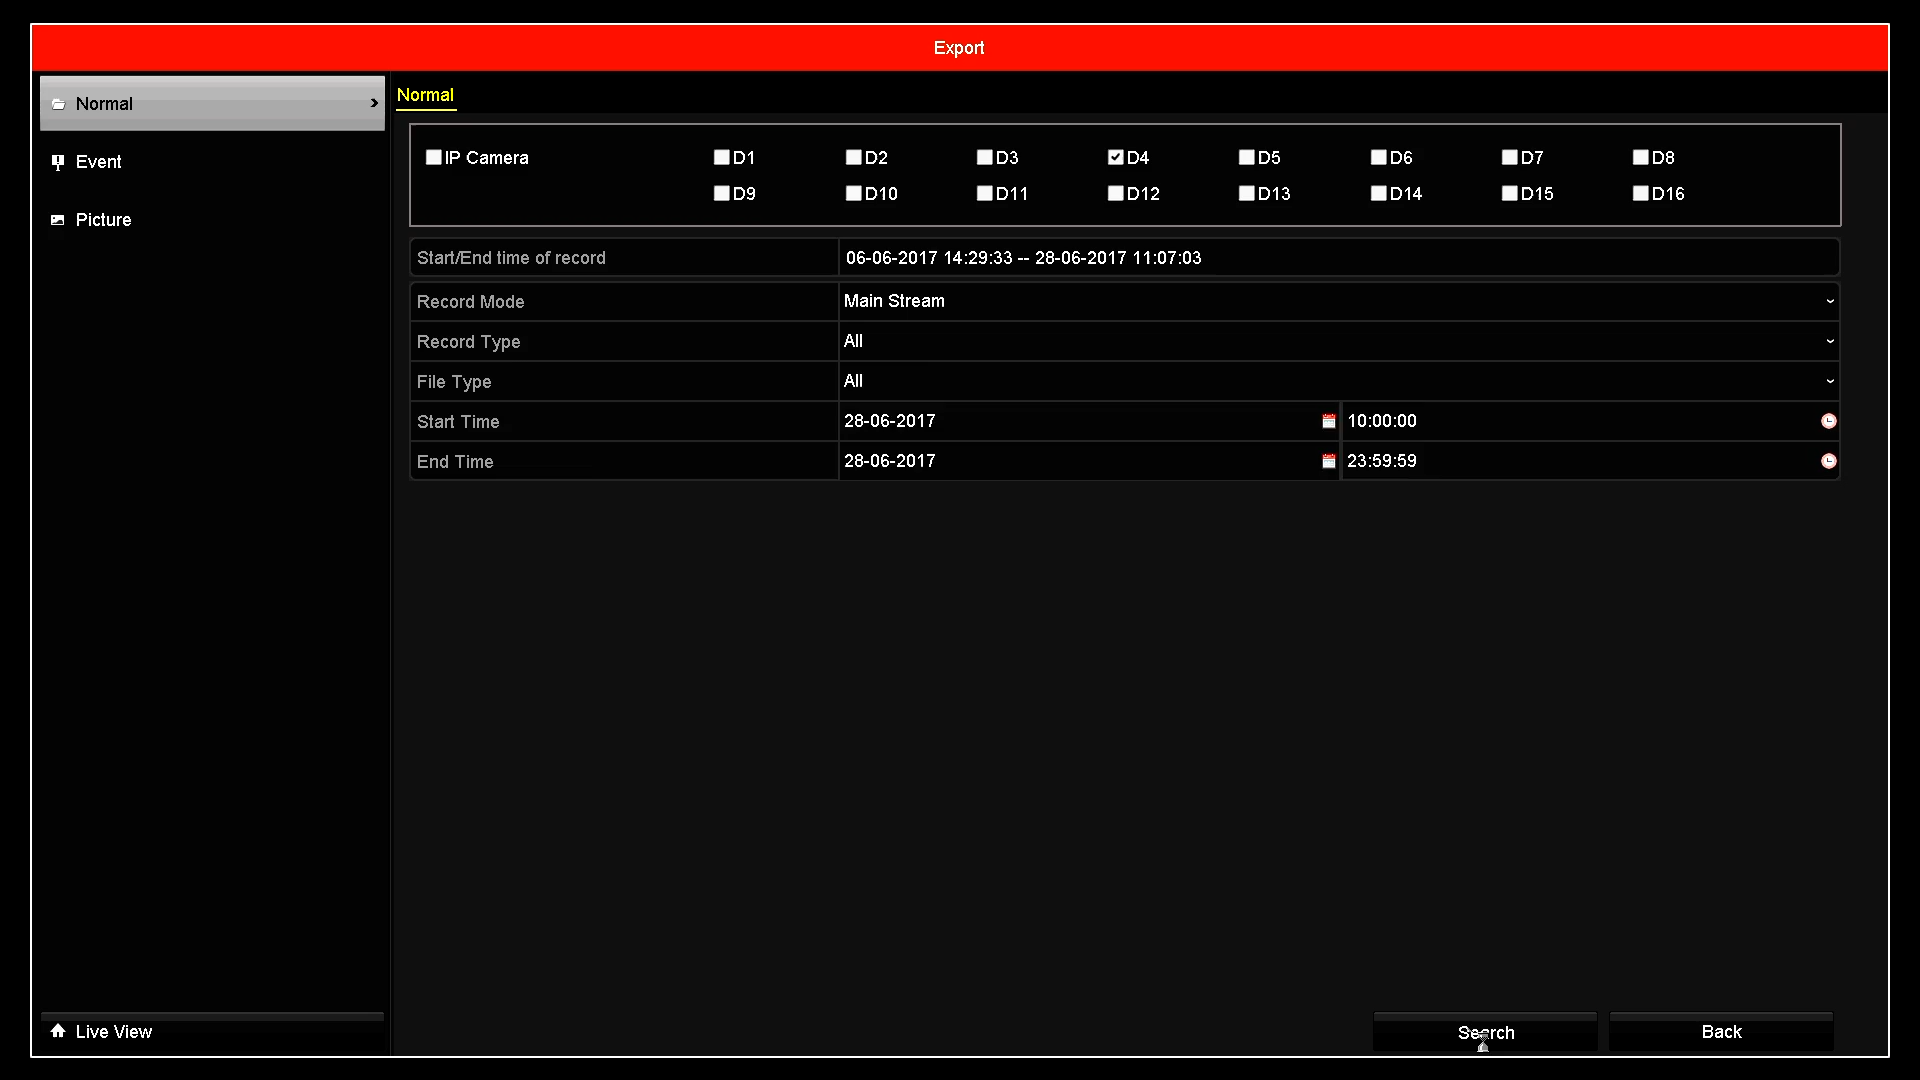 Export
Normal
Event
Picture
Live View
Normal
IP Camera D1 D2 D3 D4 D5 D6 D7 D8
D9 D10 D11 D12 D13 D14 D15 D16
Start/End time of record 06-06-2017 14:29:33 -- 28-06-2017 11:07:03
Record Mode Main Stream
Record Type All
File Type All
Start Time 28-06-2017 10:00:00
End Time 28-06-2017 23:59:59
Search Back